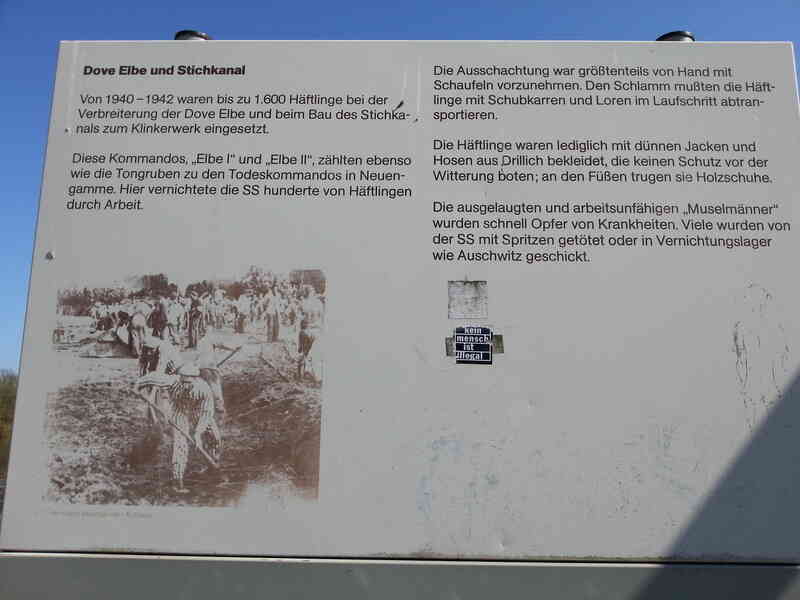 Dove Elbe und Stichkanal
Von 1940–1942 waren bis zu 1.600 Häftlinge bei der
Verbreiterung der Dove Elbe und beim Bau des Stichka-
nals zum Klinkerwerk eingesetzt.
Diese Kommandos, „Elbe I“ und „Elbe II“, zählten ebenso
wie die Tongruben zu den Todeskommandos in Neuen-
gamme. Hier vernichtete die SS hunderte von Häftlingen
durch Arbeit.
Die Ausschachtung war größtenteils von Hand mit
Schaufeln vorzunehmen. Den Schlamm mußten die Häft-
linge mit Schubkarren und Loren im Laufschritt abtran-
sportieren.
Die Häftlinge waren lediglich mit dünnen Jacken und
Hosen aus Drillich bekleidet, die keinen Schutz vor der
Witterung boten; an den Füßen trugen sie Holzschuhe.
Die ausgelaugten und arbeitsunfähigen „Muselmänner“
wurden schnell Opfer von Krankheiten. Viele wurden von
der SS mit Spritzen getötet oder in Vernichtungslager
wie Auschwitz geschickt.
kein
mensch
ist
illegal